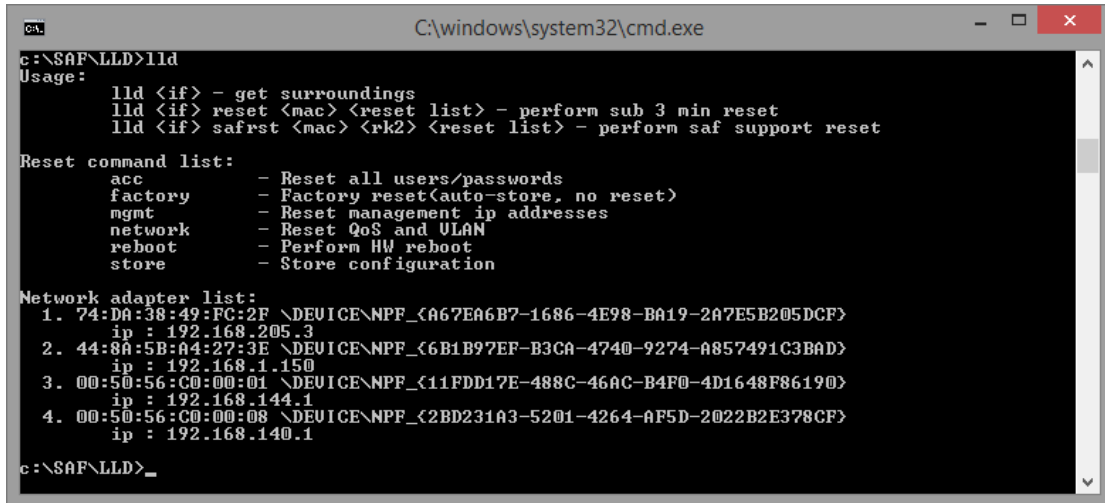 C:\windows\system32\cmd.exe
c:\SAF\LLD>lld
Usage:
lld <if> - get surroundings
lld <if> reset <mac> <reset list> - perform sub 3 min reset
lld <if> safrst <mac> <rk2> <reset list> - perform saf support reset
Reset command list:
acc - Reset all users/passwords
factory - Factory reset(auto-store, no reset)
mgmt - Reset management ip addresses
network - Reset QoS and VLAN
reboot - Perform HW reboot
store - Store configuration
Network adapter list:
1. 74:DA:38:49:FC:2F \DEVICE\NPF_{A67EA6B7-1686-4E98-BA19-2A7E5B205DCF}
ip : 192.168.205.3
2. 44:8A:5B:A4:27:3E \DEVICE\NPF_{6B1B97EF-B3CA-4740-9274-A857491C3BAD}
ip : 192.168.1.150
3. 00:50:56:C0:00:01 \DEVICE\NPF_{11FDD17E-488C-46AC-B4F0-4D1648F86190}
ip : 192.168.144.1
4. 00:50:56:C0:00:08 \DEVICE\NPF_{2BD231A3-5201-4264-AF5D-2022B2E378CF}
ip : 192.168.140.1
c:\SAF\LLD>_